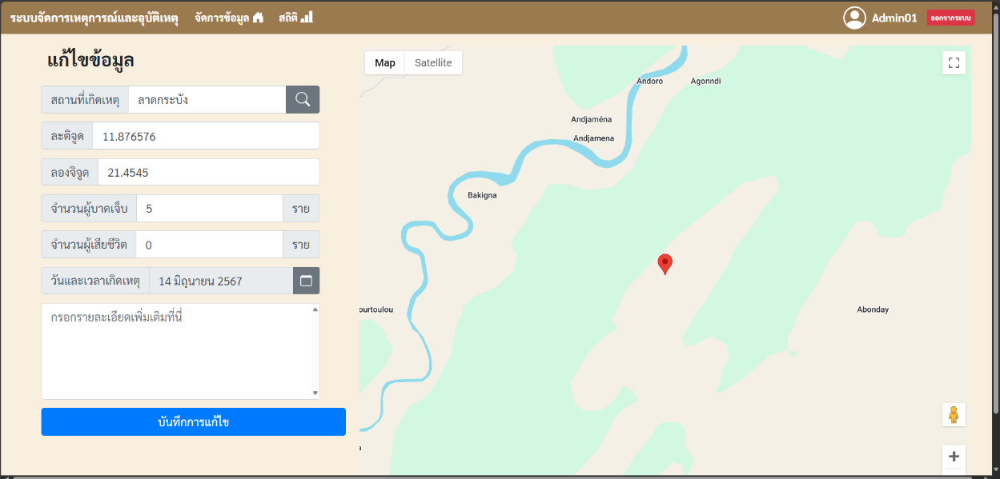 ระบบจัดการเหตุการณ์และอุบัติเหตุ จัดการข้อมูล สถิติ Admin01 ออกจากระบบ
แก้ไขข้อมูล
สถานที่เกิดเหตุ ลาดกระบัง
ละติจูด 11.876576
ลองจิจูด 21.4545
จำนวนผู้บาดเจ็บ 5 ราย
จำนวนผู้เสียชีวิต 0 ราย
วันและเวลาเกิดเหตุ 14 มิถุนายน 2567
กรอกรายละเอียดเพิ่มเติมที่นี่
บันทึกการแก้ไข
Map Satellite
Andoro Agonndi
Andjaména
Andjamena
Bakigna
ourtoulou Abonday
a
+